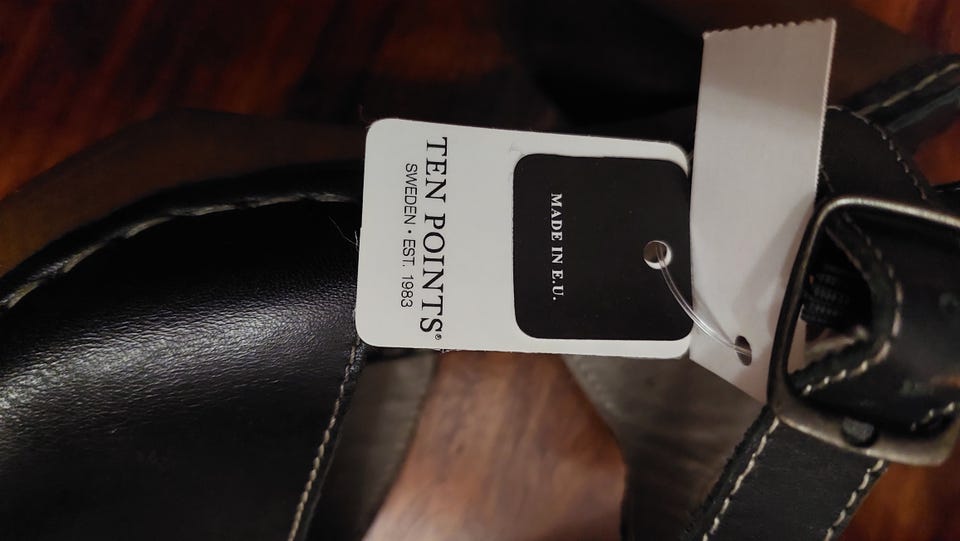 MADE IN E.U.
TEN POINTS®
SWEDEN • EST. 1983